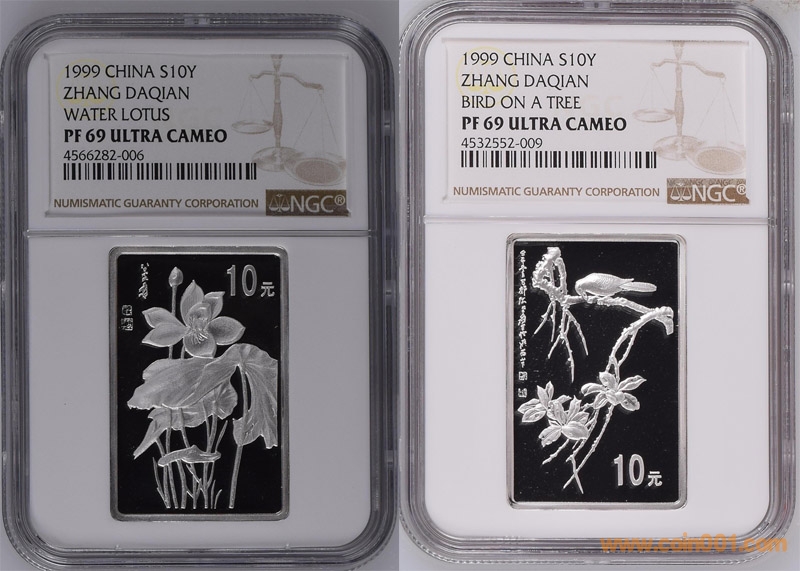 1999 CHINA S10Y
ZHANG DAQIAN
WATER LOTUS
PF 69 ULTRA CAMEO
4566282-006
NUMISMATIC GUARANTY CORPORATION
NGC®
10元
1999 CHINA S10Y
ZHANG DAQIAN
BIRD ON A TREE
PF 69 ULTRA CAMEO
4532552-009
NUMISMATIC GUARANTY CORPORATION
NGC®
10元
www.coin001.com